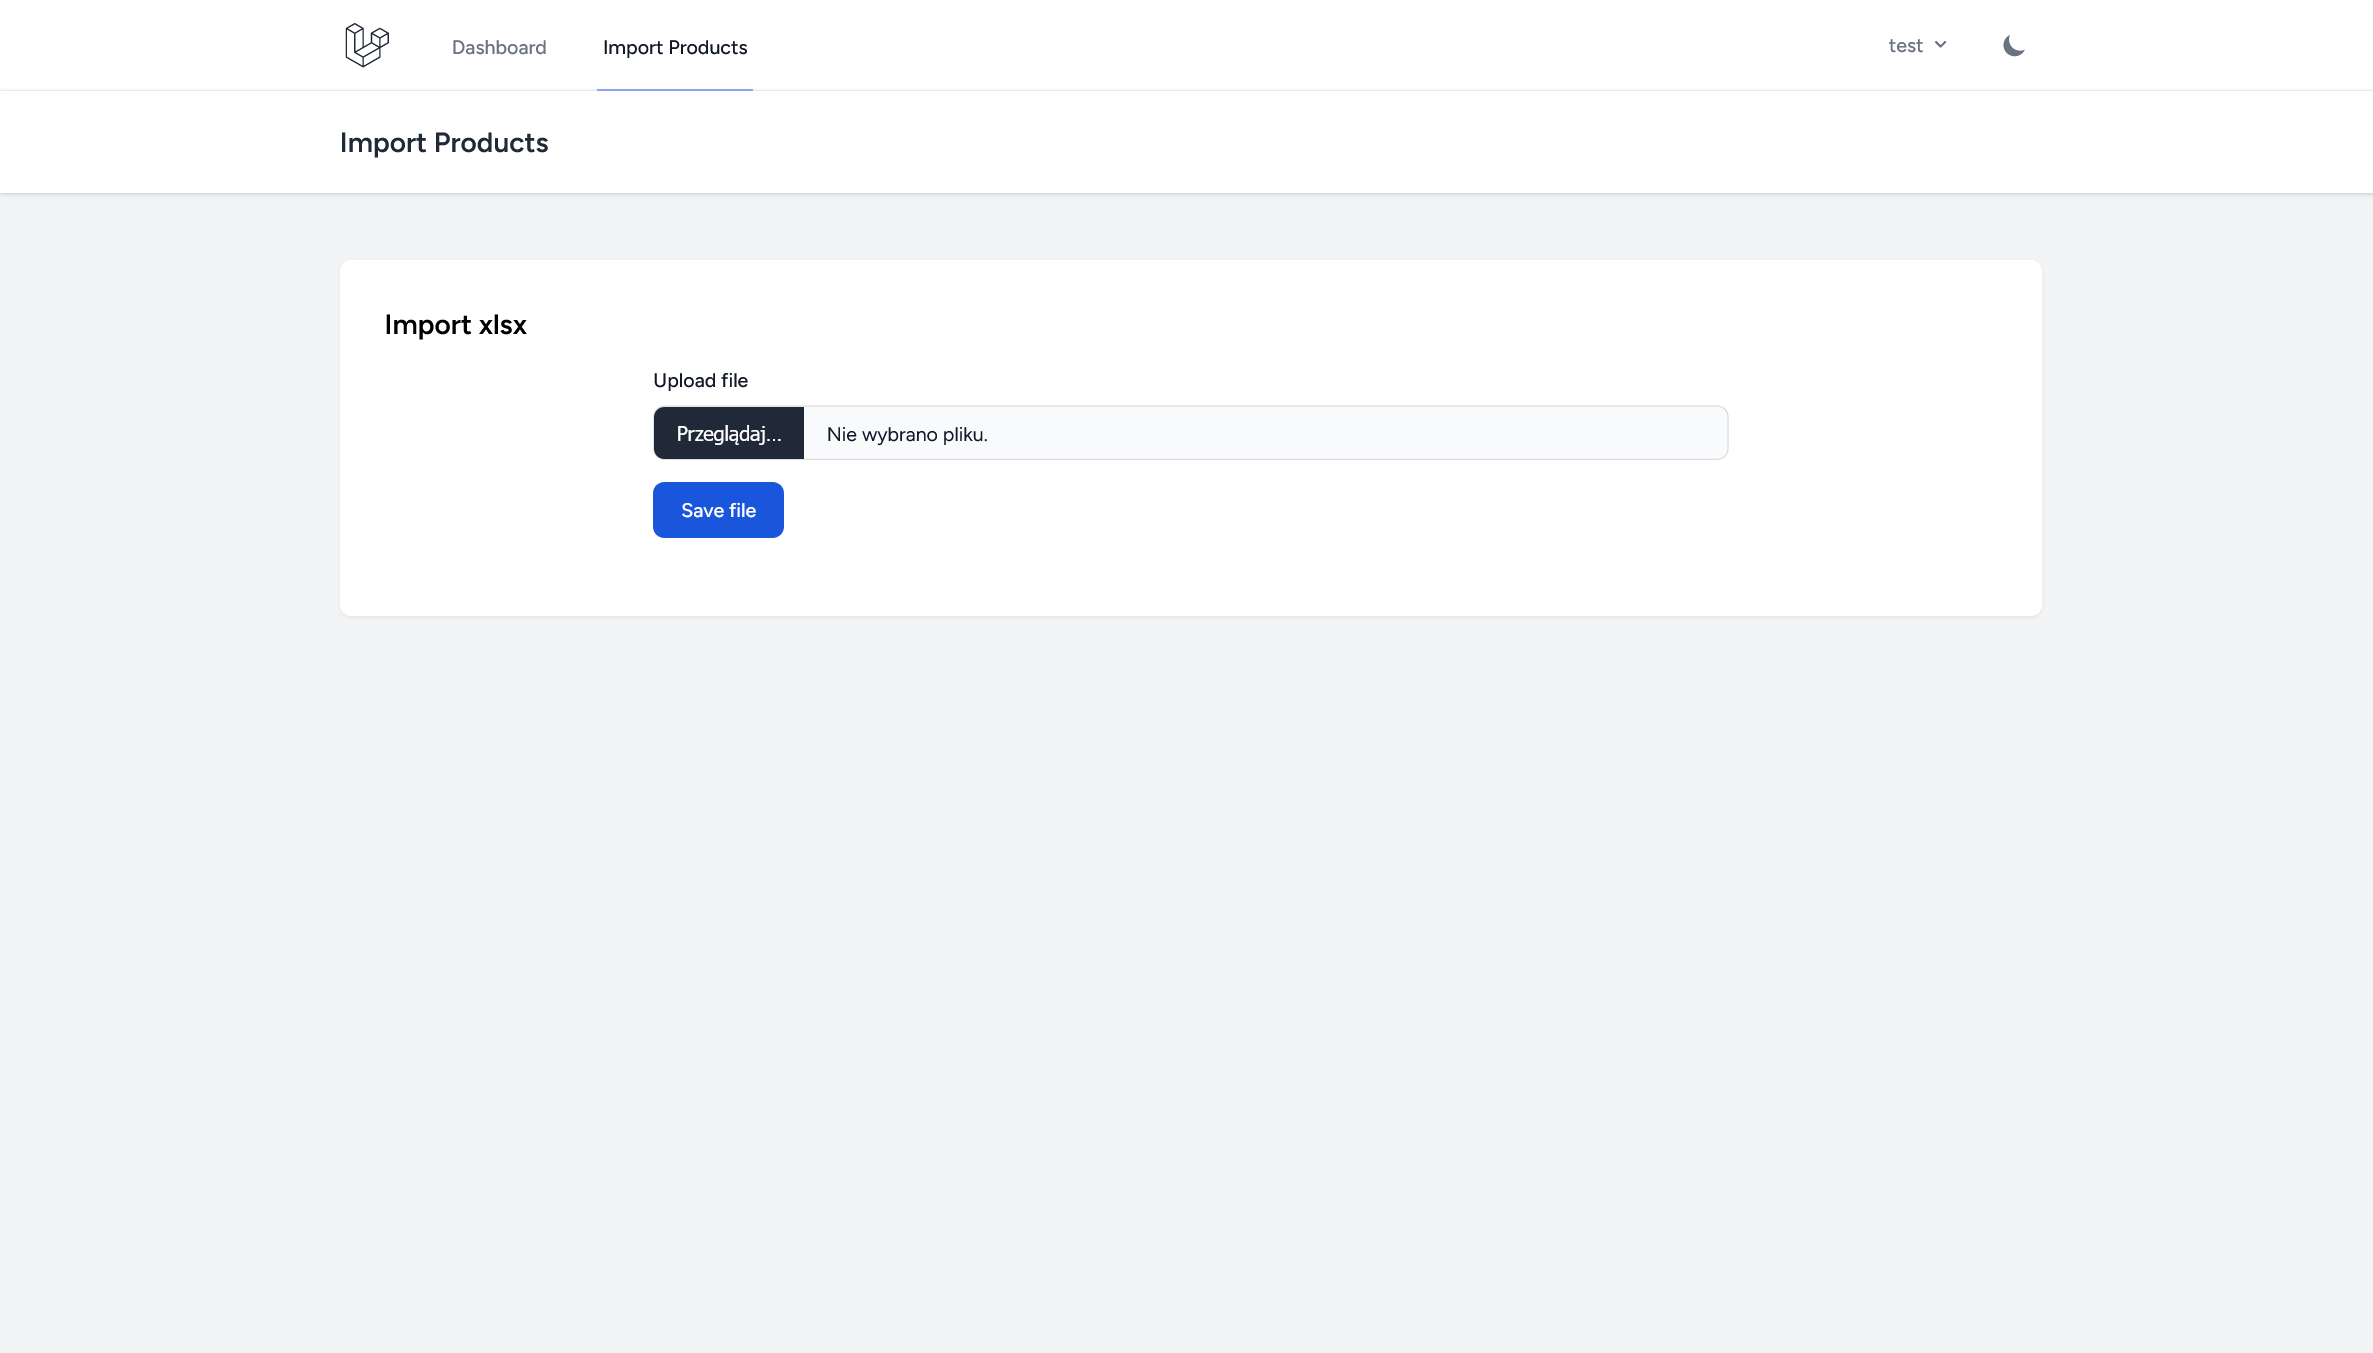 Dashboard Import Products test
Import Products
Import xlsx
Upload file
Przeglądaj... Nie wybrano pliku.
Save file